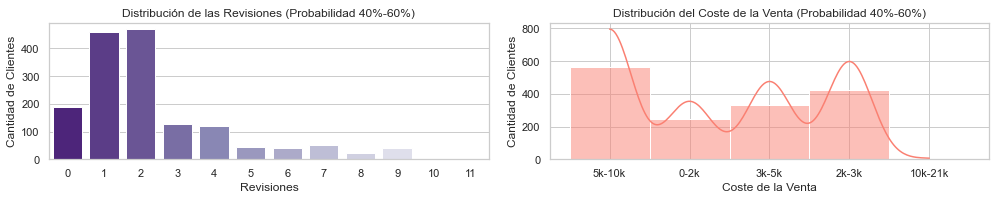 Distribución de las Revisiones (Probabilidad 40%-60%)
Cantidad de Clientes
400
300
200
100
0
0 1 2 3 4 5 6 7 8 9 10 11
Revisiones
Distribución del Coste de la Venta (Probabilidad 40%-60%)
Cantidad de Clientes
800
600
400
200
0
5k-10k 0-2k 3k-5k 2k-3k 10k-21k
Coste de la Venta